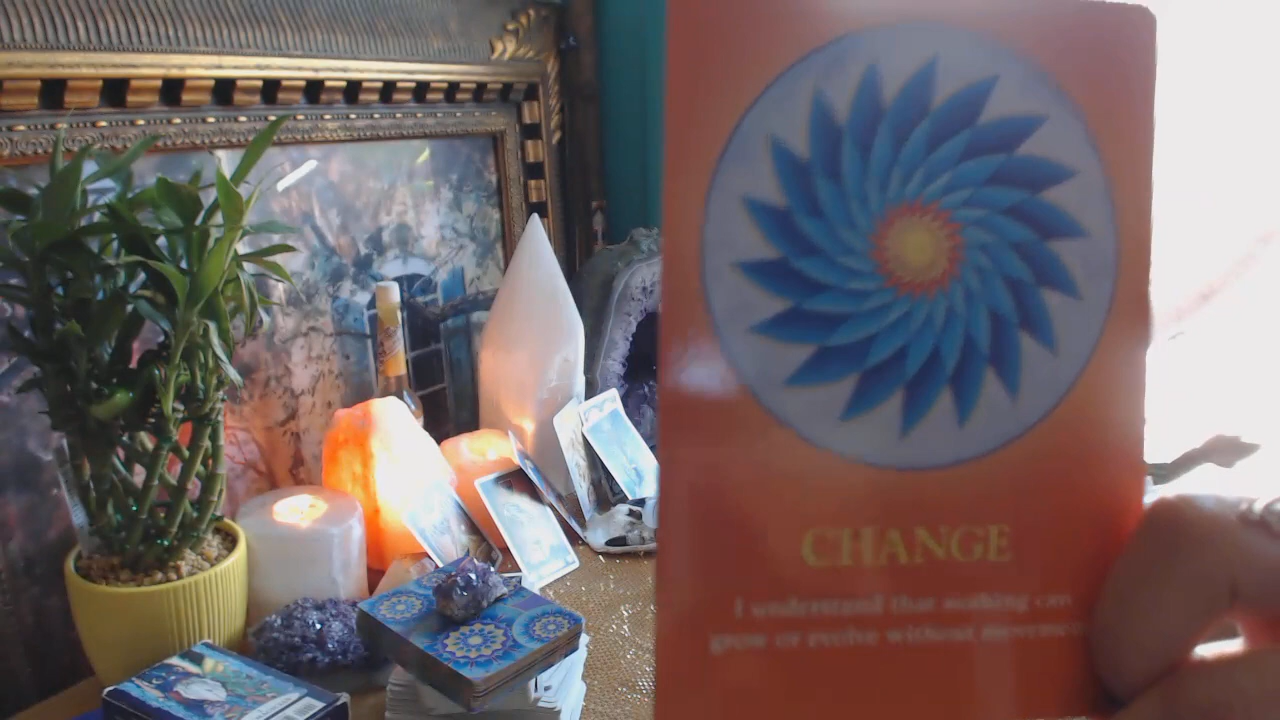 CHANGE
I understand that nothing can
grow or evolve without movement